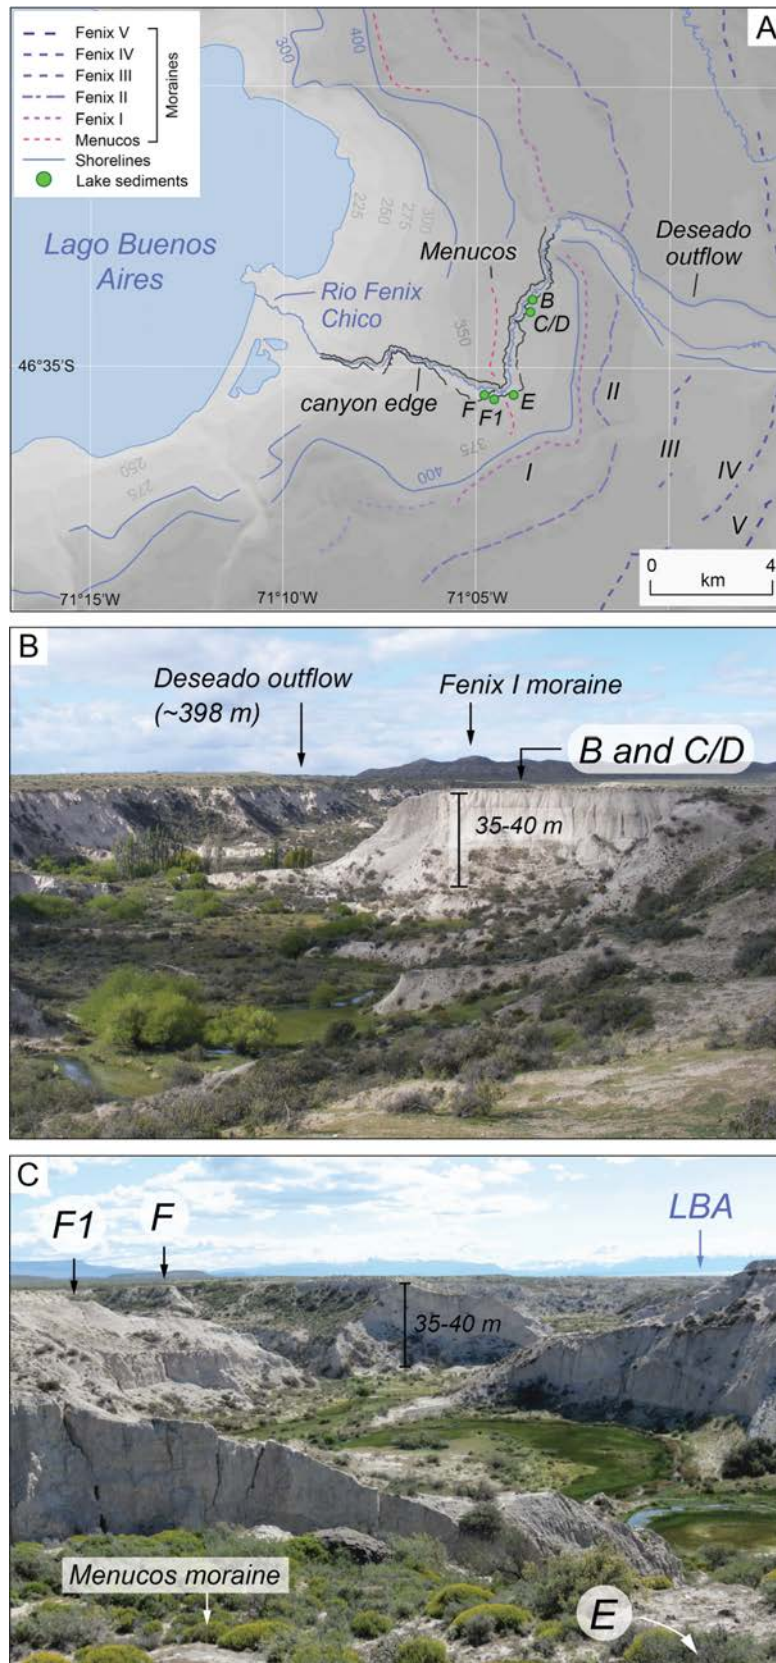 A
Fenix V
Fenix IV
Fenix III
Fenix II
Fenix I
Menucos
Moraines
Shorelines
Lake sediments
300
400
225
250
275
300
Lago Buenos
Aires
Rio Fenix
Chico
Menucos
Deseado
outflow
B
C/D
350
46°35'S
canyon edge
F
F1
E
II
375
400
I
III
IV
V
250
275
0 4
km
71°15'W
71°10'W
71°05'W
B
Deseado outflow
(~398 m)
Fenix I moraine
B and C/D
35-40 m
C
F1
F
LBA
35-40 m
Menucos moraine
E